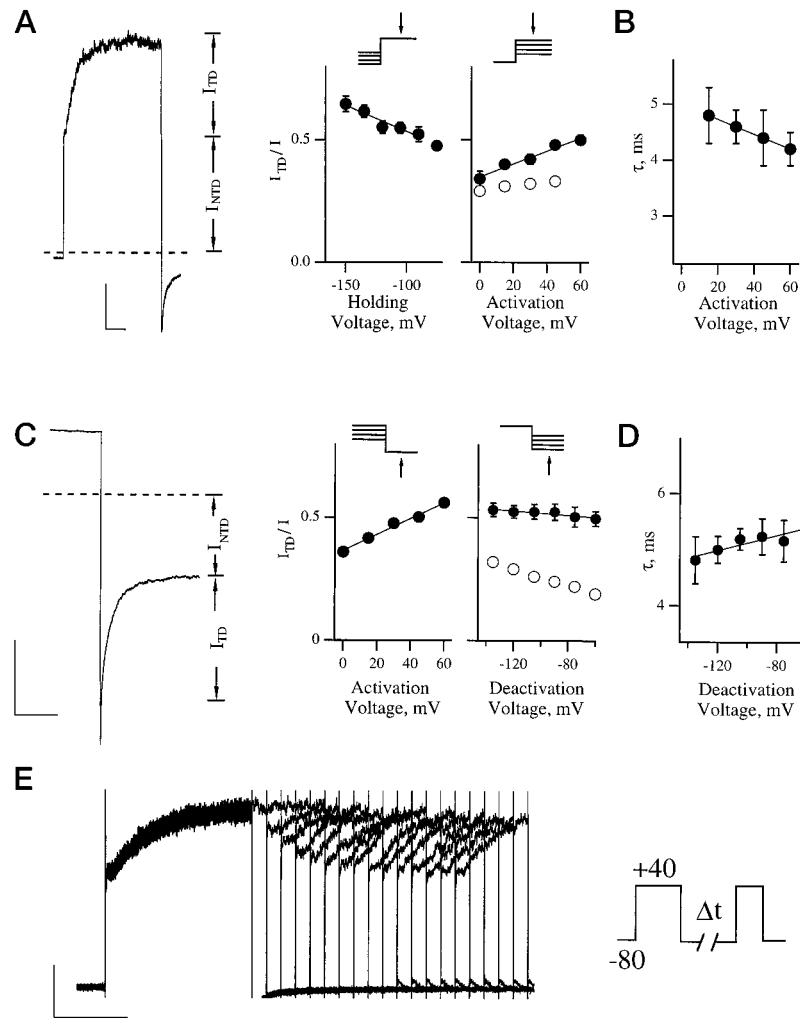 A
I_TD
I_NTD
I_TD / I
0.5
0.0
-150
-100
Holding
Voltage, mV
0
20
40
60
Activation
Voltage, mV
B
τ, ms
5
4
3
0
20
40
60
Activation
Voltage, mV
C
I_NTD
I_TD
I_TD / I
0.5
0
0
20
40
60
Activation
Voltage, mV
-120
-80
Deactivation
Voltage, mV
D
τ, ms
6
4
-120
-80
Deactivation
Voltage, mV
E
+40
Δt
-80